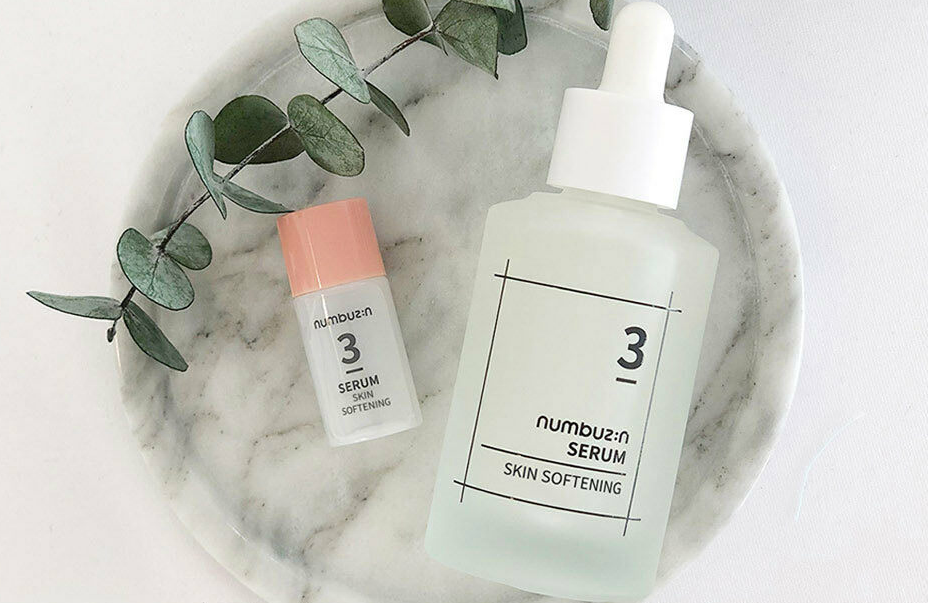 numbuz:n
3
SERUM
SKIN
SOFTENING
3
numbuz:n
SERUM
SKIN SOFTENING